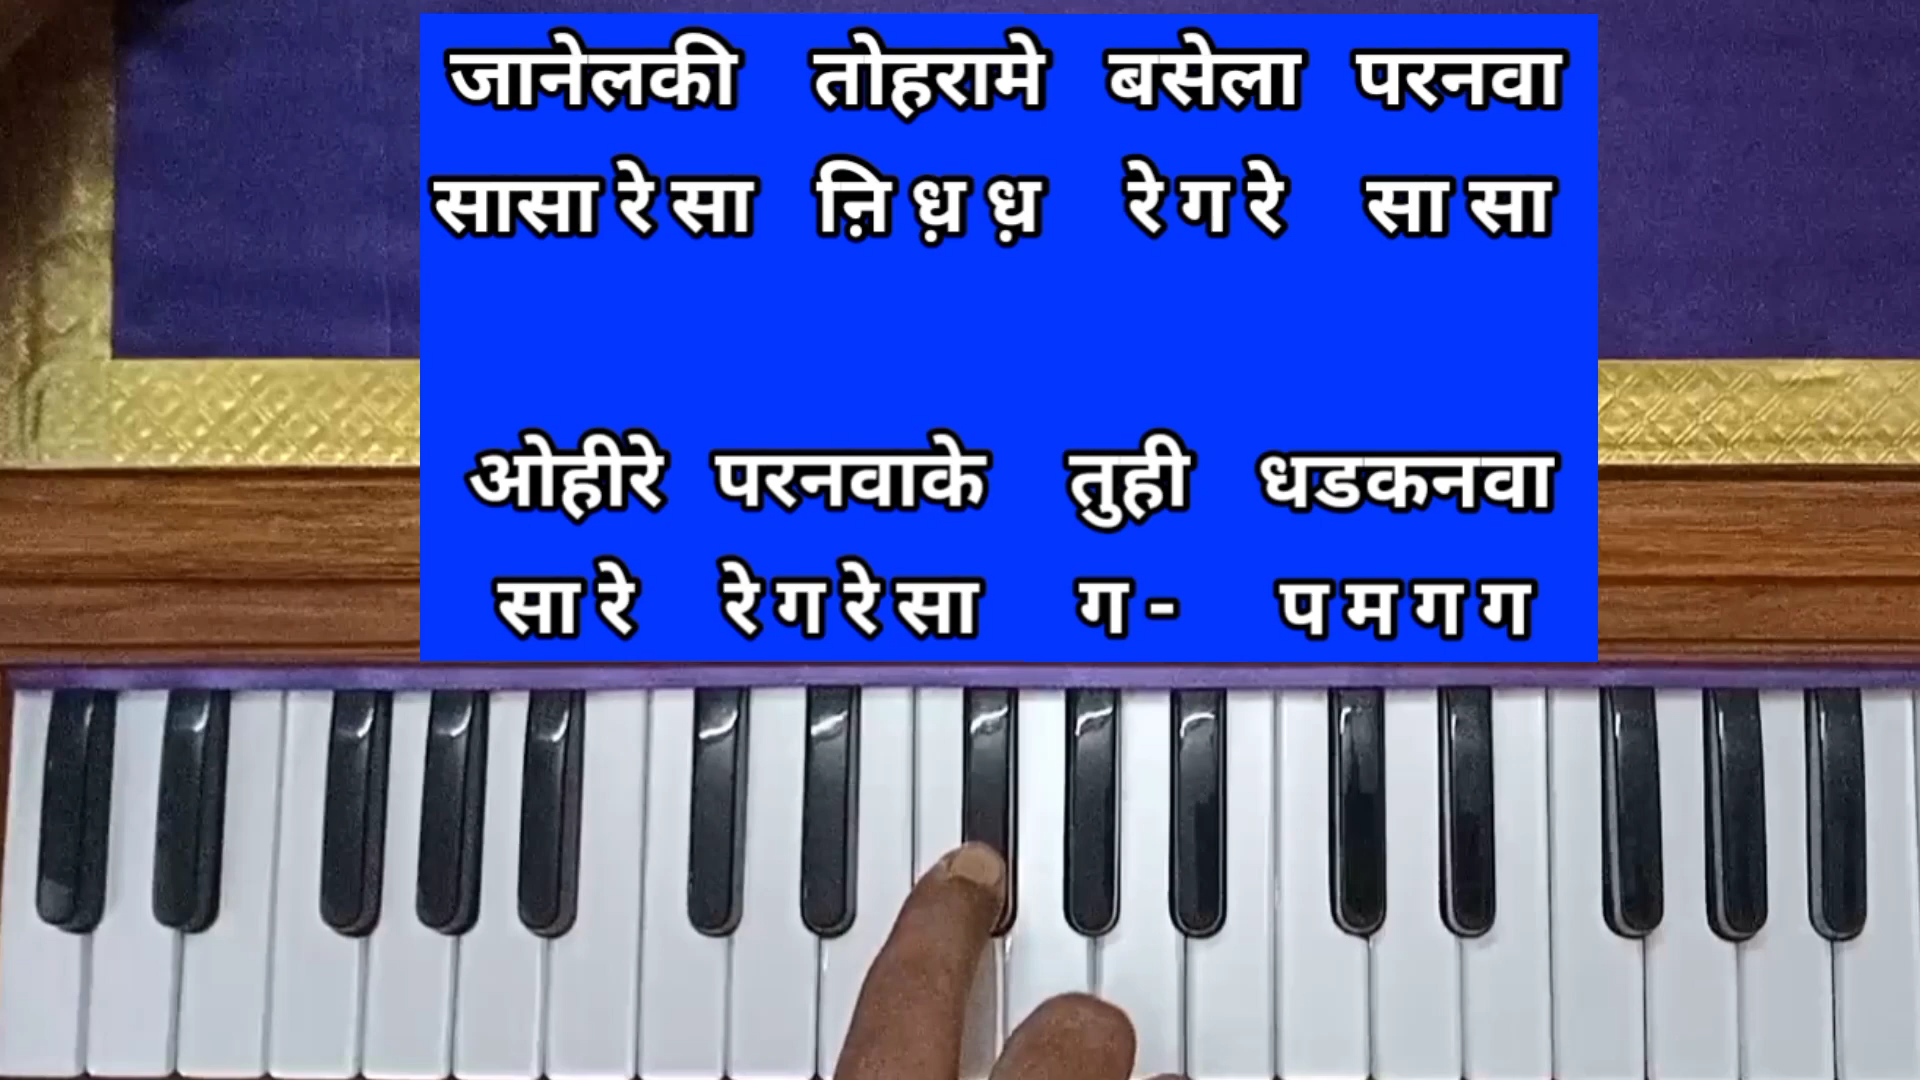 जानेलकी तोहरामे बसेला परनवा
सासा रे सा ऩि ध़ ध़ रे ग रे सा सा
ओहीरे परनवाके तुही धडकनवा
सा रे रे ग रे सा ग - प म ग ग